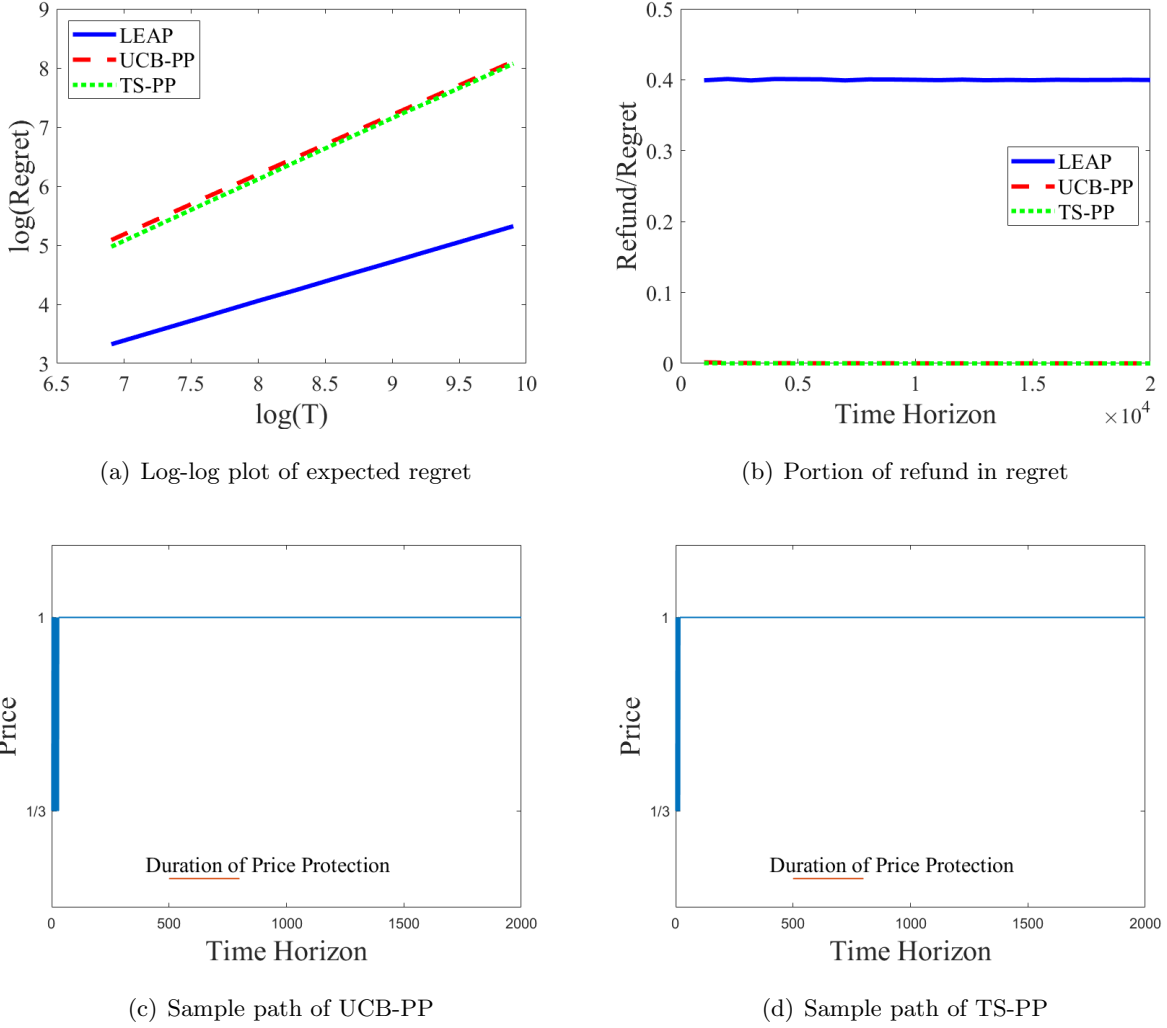 9
8
7
6
5
4
3
log(Regret)
LEAP
UCB-PP
TS-PP
6.5 7 7.5 8 8.5 9 9.5 10
log(T)
(a) Log-log plot of expected regret
0.5
0.4
0.3
0.2
0.1
0
Refund/Regret
LEAP
UCB-PP
TS-PP
0 0.5 1 1.5 2
×10⁴
Time Horizon
(b) Portion of refund in regret
1
1/3
Price
Duration of Price Protection
0 500 1000 1500 2000
Time Horizon
(c) Sample path of UCB-PP
1
1/3
Price
Duration of Price Protection
0 500 1000 1500 2000
Time Horizon
(d) Sample path of TS-PP